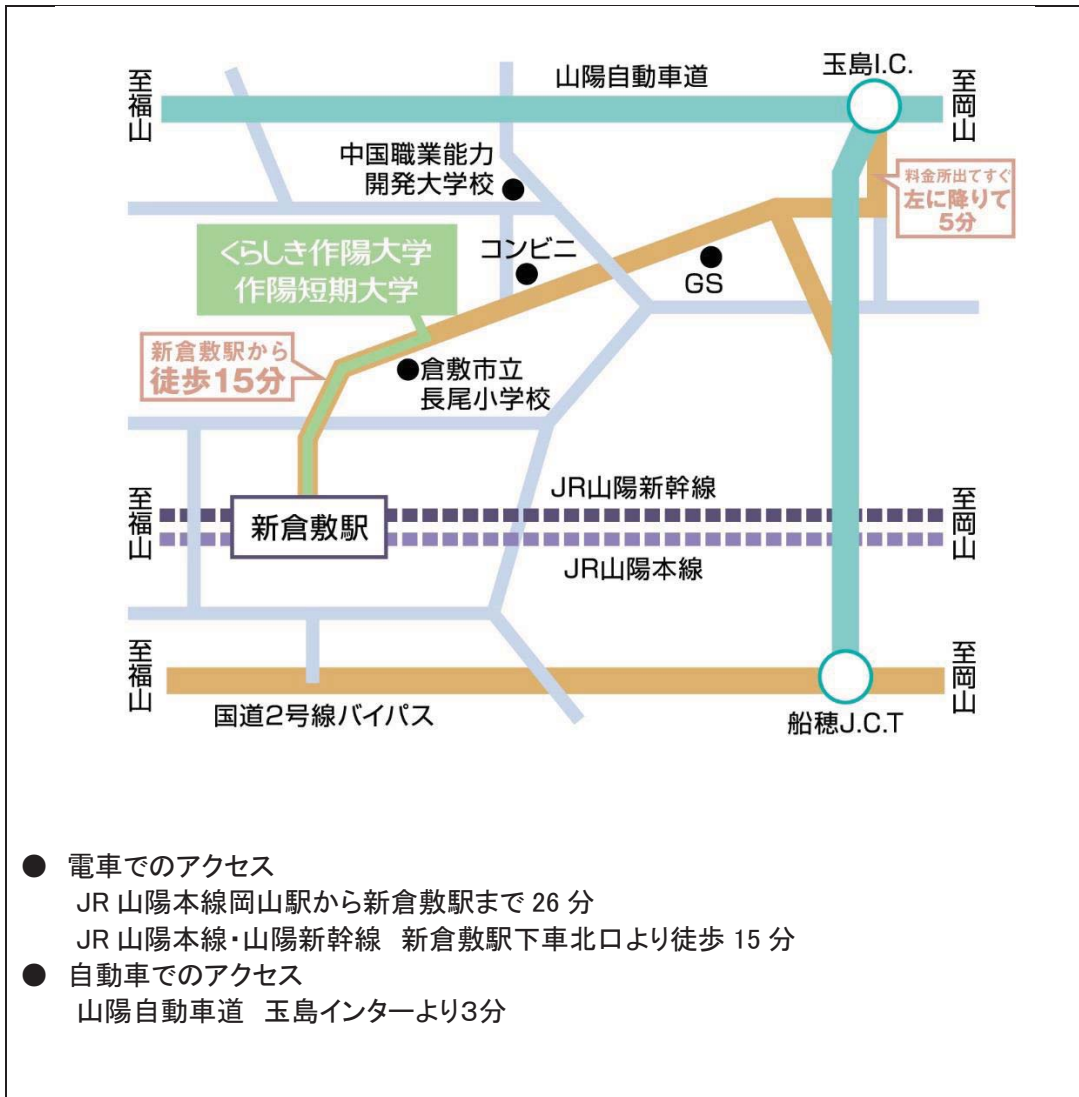 玉島I.C.
山陽自動車道
至福山
至岡山
中国職業能力
開発大学校
料金所出てすぐ
左に降りて
5分
くらしき作陽大学
作陽短期大学
コンビニ
GS
新倉敷駅から
徒歩15分
倉敷市立
長尾小学校
JR山陽新幹線
至福山
新倉敷駅
至岡山
JR山陽本線
至福山
至岡山
国道2号線バイパス
船穂J.C.T
● 電車でのアクセス
JR 山陽本線岡山駅から新倉敷駅まで 26 分
JR 山陽本線・山陽新幹線 新倉敷駅下車北口より徒歩 15 分
● 自動車でのアクセス
山陽自動車道 玉島インターより3分